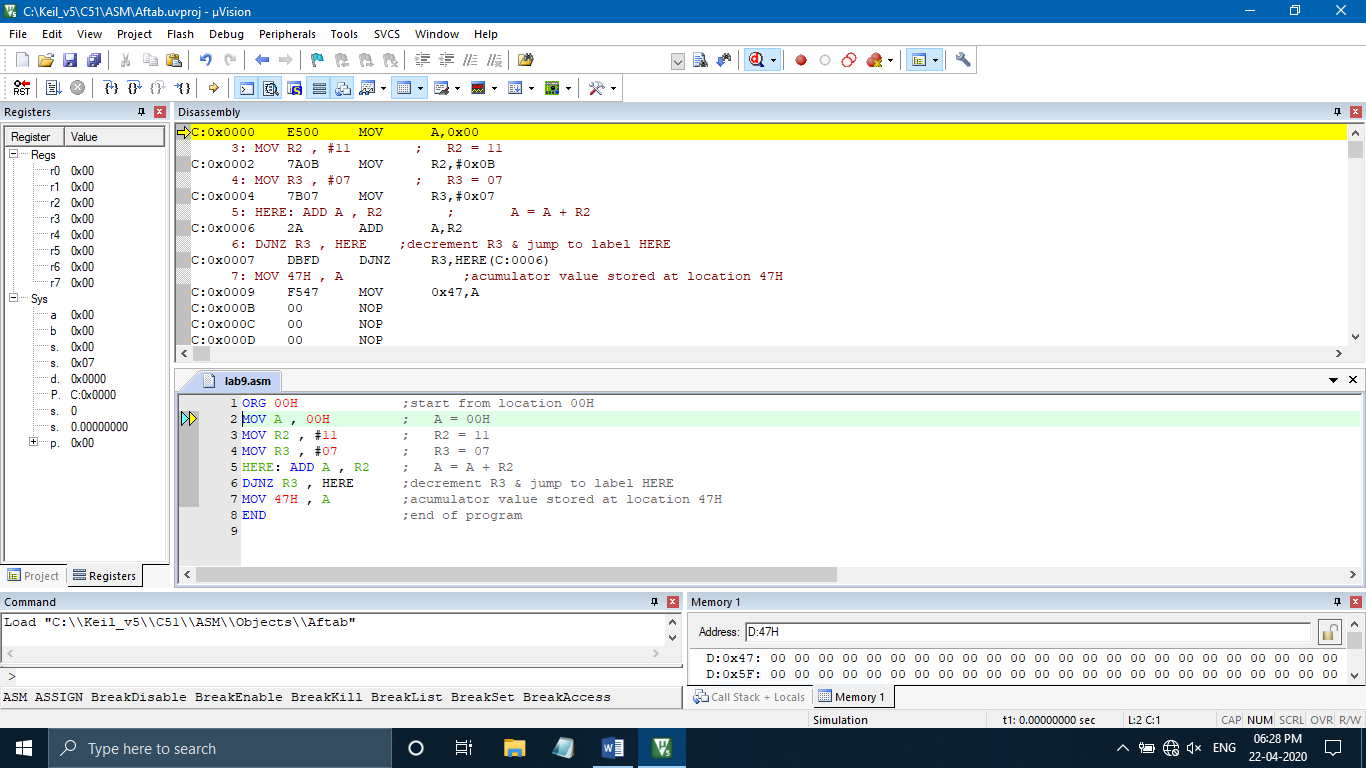 C:\Keil_v5\C51\ASM\Aftab.uvproj - µVision
File Edit View Project Flash Debug Peripherals Tools SVCS Window Help
RST
Registers
Register Value
Regs
r0 0x00
r1 0x00
r2 0x00
r3 0x00
r4 0x00
r5 0x00
r6 0x00
r7 0x00
Sys
a 0x00
b 0x00
s. 0x00
s. 0x07
d. 0x0000
P. C:0x0000
s. 0
s. 0.00000000
p. 0x00
Project Registers
Disassembly
C:0x0000 E500 MOV A,0x00
3: MOV R2 , #11 ; R2 = 11
C:0x0002 7A0B MOV R2,#0x0B
4: MOV R3 , #07 ; R3 = 07
C:0x0004 7B07 MOV R3,#0x07
5: HERE: ADD A , R2 ; A = A + R2
C:0x0006 2A ADD A,R2
6: DJNZ R3 , HERE ;decrement R3 & jump to label HERE
C:0x0007 DBFD DJNZ R3,HERE(C:0006)
7: MOV 47H , A ;acumulator value stored at location 47H
C:0x0009 F547 MOV 0x47,A
C:0x000B 00 NOP
C:0x000C 00 NOP
C:0x000D 00 NOP
lab9.asm
1 ORG 00H ;start from location 00H
2 MOV A , 00H ; A = 00H
3 MOV R2 , #11 ; R2 = 11
4 MOV R3 , #07 ; R3 = 07
5 HERE: ADD A , R2 ; A = A + R2
6 DJNZ R3 , HERE ;decrement R3 & jump to label HERE
7 MOV 47H , A ;acumulator value stored at location 47H
8 END ;end of program
9
Command
Load "C:\\Keil_v5\\C51\\ASM\\Objects\\Aftab"
>
ASM ASSIGN BreakDisable BreakEnable BreakKill BreakList BreakSet BreakAccess
Memory 1
Address: D:47H
D:0x47: 00 00 00 00 00 00 00 00 00 00 00 00 00 00 00 00 00 00 00 00 00 00 00 00
D:0x5F: 00 00 00 00 00 00 00 00 00 00 00 00 00 00 00 00 00 00 00 00 00 00 00 00
Call Stack + Locals Memory 1
Simulation t1: 0.00000000 sec L:2 C:1 CAP NUM SCRL OVR R/W
Type here to search
ENG
06:28 PM
22-04-2020